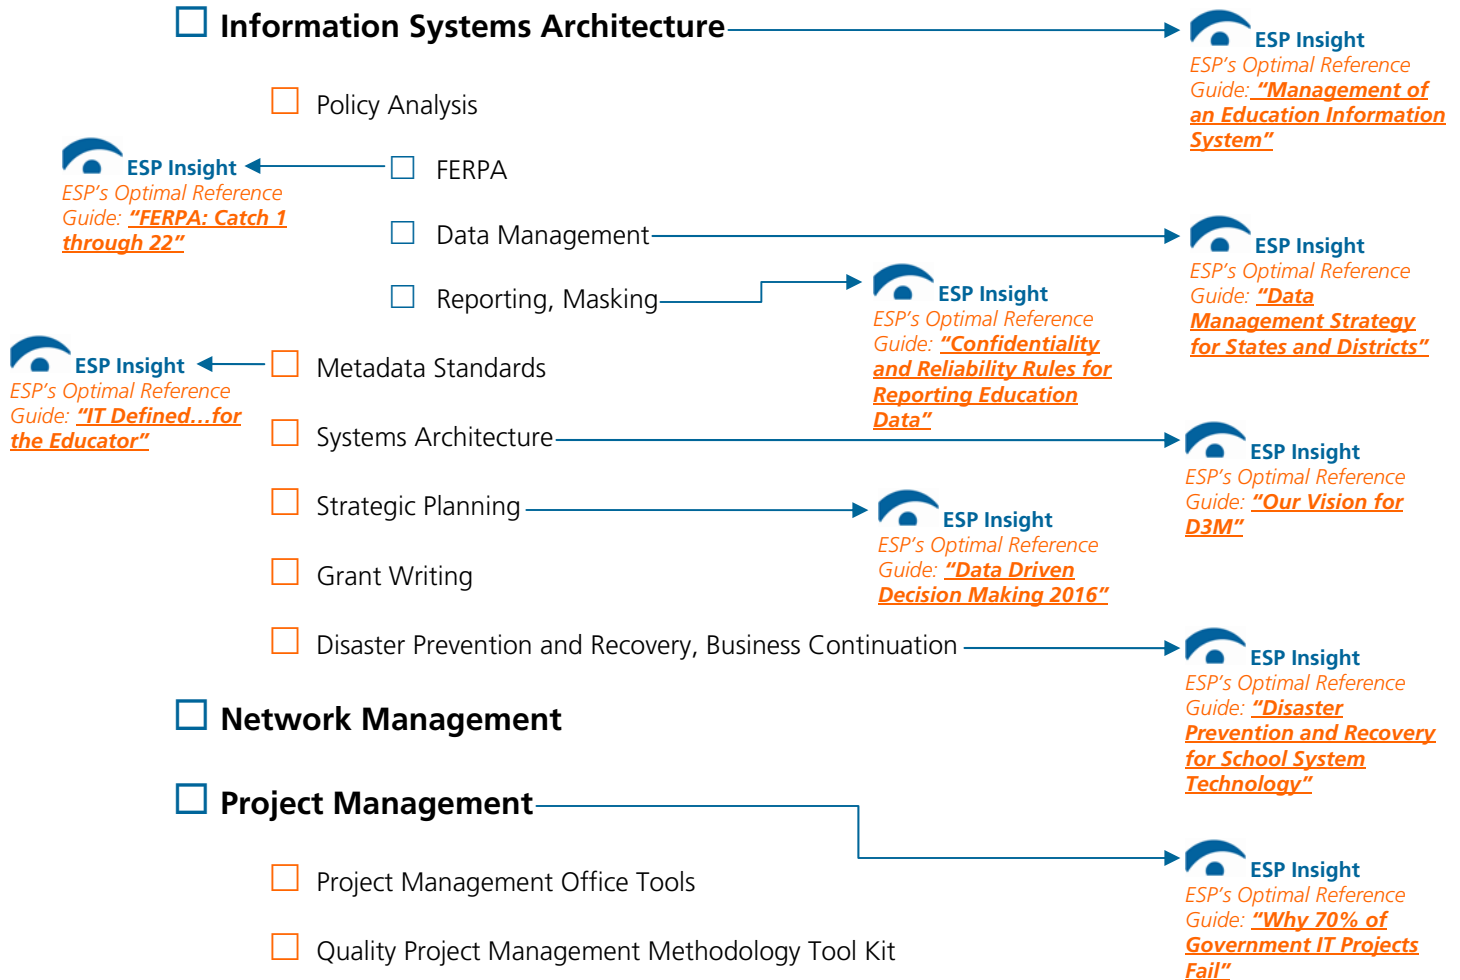 Information Systems Architecture
ESP Insight
ESP's Optimal Reference
Guide: "Management of
an Education Information
System"
Policy Analysis
FERPA
ESP Insight
ESP's Optimal Reference
Guide: "FERPA: Catch 1
through 22"
Data Management
ESP Insight
ESP's Optimal Reference
Guide: "Data
Management Strategy
for States and Districts"
Reporting, Masking
ESP Insight
ESP's Optimal Reference
Guide: "Confidentiality
and Reliability Rules for
Reporting Education
Data"
Metadata Standards
ESP Insight
ESP's Optimal Reference
Guide: "IT Defined...for
the Educator"
Systems Architecture
ESP Insight
ESP's Optimal Reference
Guide: "Our Vision for
D3M"
Strategic Planning
ESP Insight
ESP's Optimal Reference
Guide: "Data Driven
Decision Making 2016"
Grant Writing
Disaster Prevention and Recovery, Business Continuation
ESP Insight
ESP's Optimal Reference
Guide: "Disaster
Prevention and Recovery
for School System
Technology"
Network Management
Project Management
ESP Insight
ESP's Optimal Reference
Guide: "Why 70% of
Government IT Projects
Fail"
Project Management Office Tools
Quality Project Management Methodology Tool Kit